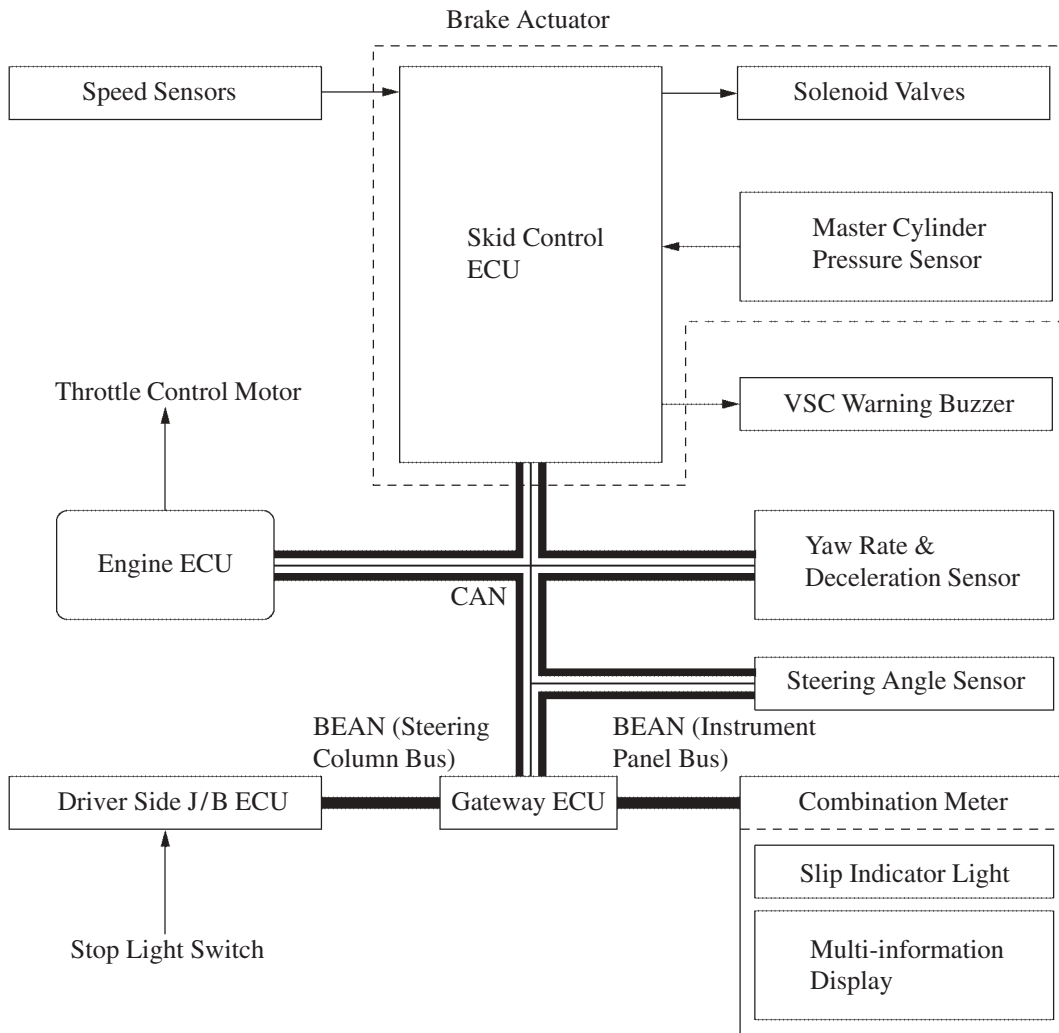 Brake Actuator
Speed Sensors
Solenoid Valves
Skid Control
ECU
Master Cylinder
Pressure Sensor
Throttle Control Motor
VSC Warning Buzzer
Engine ECU
Yaw Rate &
Deceleration Sensor
CAN
Steering Angle Sensor
BEAN (Steering
Column Bus)
BEAN (Instrument
Panel Bus)
Driver Side J/B ECU
Gateway ECU
Combination Meter
Slip Indicator Light
Stop Light Switch
Multi-information
Display